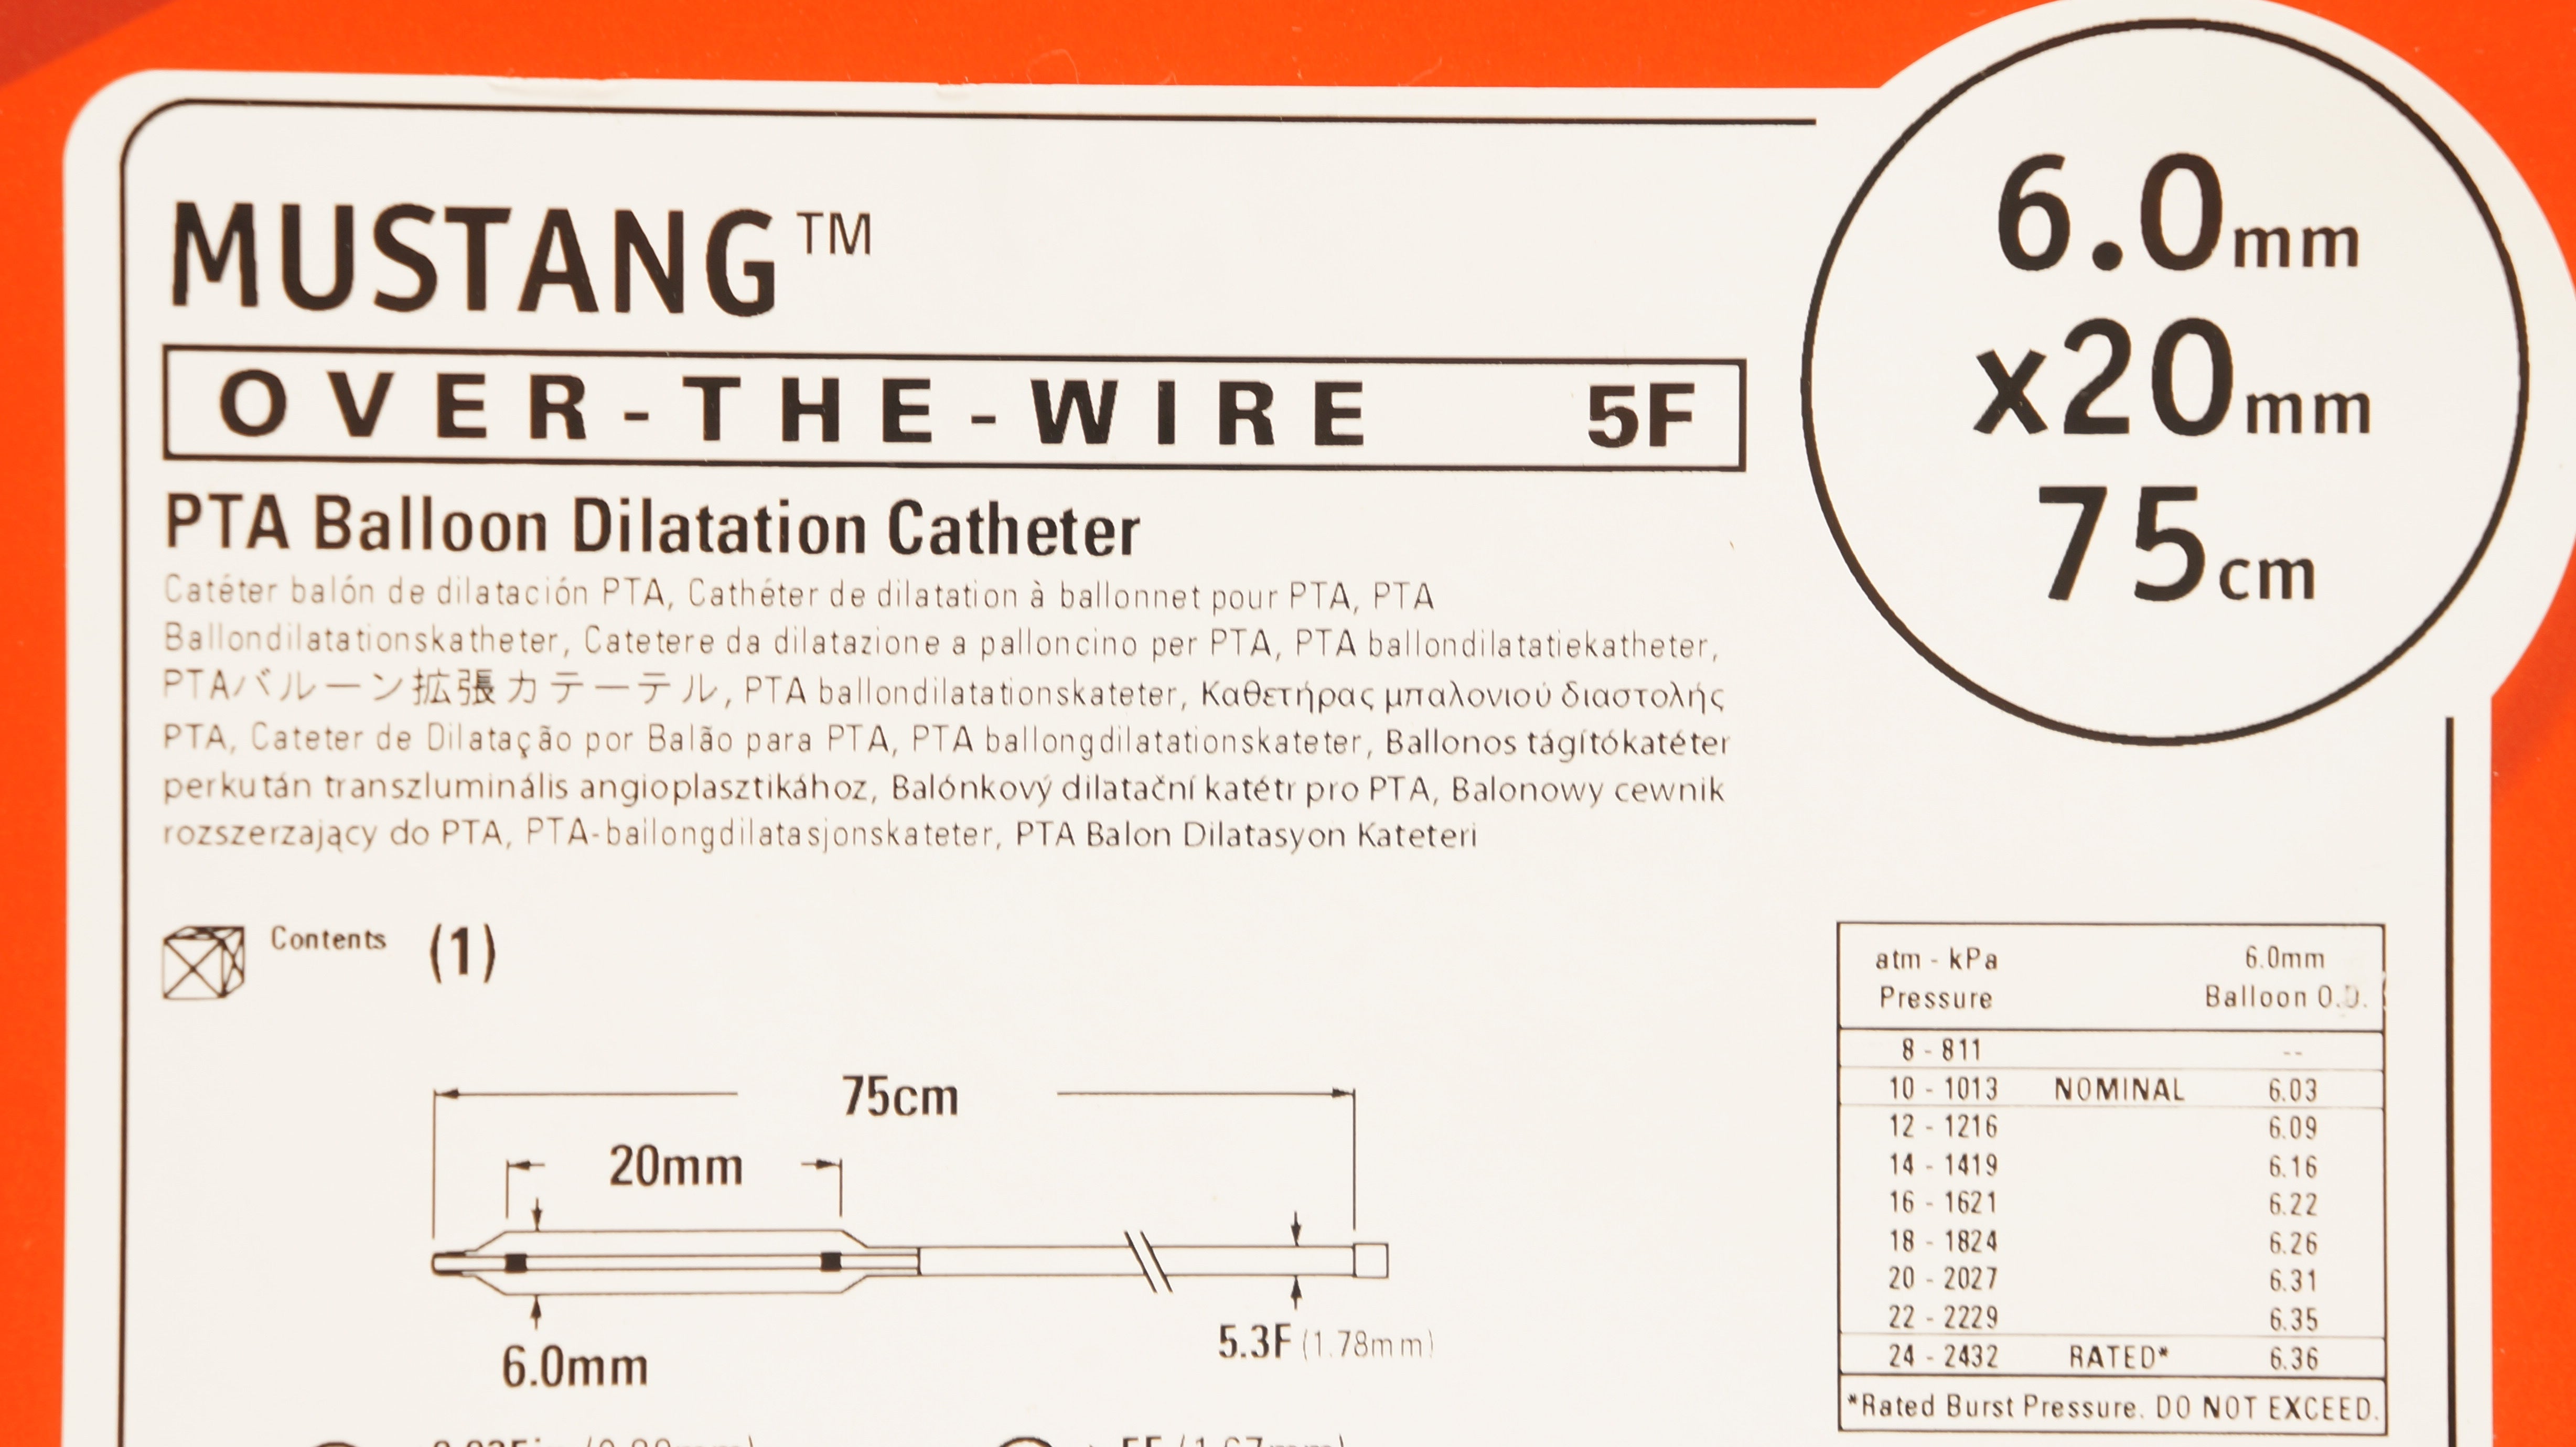 MUSTANG™
OVER-THE-WIRE 5F
6.0mm
x20mm
75cm
PTA Balloon Dilatation Catheter
Catéter balón de dilatación PTA, Cathéter de dilatation à ballonnet pour PTA, PTA
Ballondilatationskatheter, Catetere da dilatazione a palloncino per PTA, PTA ballondilatatiekatheter,
PTAバルーン拡張カテーテル, PTA ballondilatationskateter, Καθετήρας μπαλονιού διαστολής
PTA, Cateter de Dilatação por Balão para PTA, PTA ballongdilatationskateter, Ballonos tágítókatéter
perkután transzluminális angioplasztikához, Balónkový dilatační katétr pro PTA, Balonowy cewnik
rozszerzający do PTA, PTA-ballongdilatasjonskateter, PTA Balon Dilatasyon Kateteri
Contents (1)
75cm
20mm
6.0mm
5.3F (1.78mm)
atm - kPa 6.0mm
Pressure Balloon O.D.
8 - 811 --
10 - 1013 NOMINAL 6.03
12 - 1216 6.09
14 - 1419 6.16
16 - 1621 6.22
18 - 1824 6.26
20 - 2027 6.31
22 - 2229 6.35
24 - 2432 RATED* 6.36
*Rated Burst Pressure. DO NOT EXCEED.